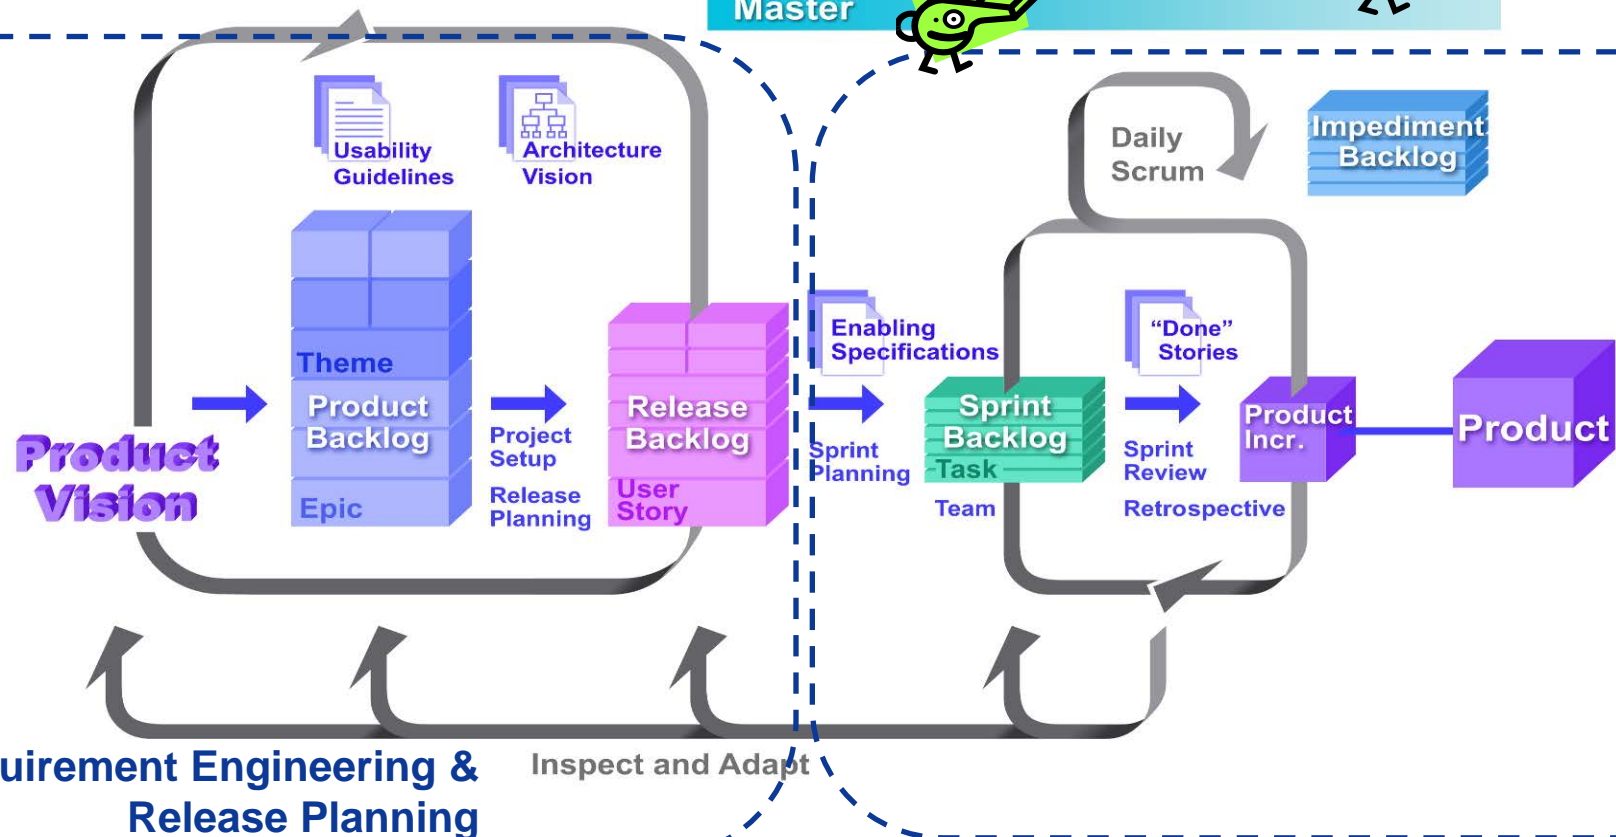 Master
Usability
Guidelines
Architecture
Vision
Daily
Scrum
Impediment
Backlog
Theme
Product
Backlog
Epic
Project
Setup
Release
Planning
Release
Backlog
User
Story
Enabling
Specifications
Sprint
Planning
Sprint
Backlog
Task
Team
“Done”
Stories
Sprint
Review
Retrospective
Product
Incr.
Product
Product
Vision
Inspect and Adapt
uirement Engineering &
Release Planning